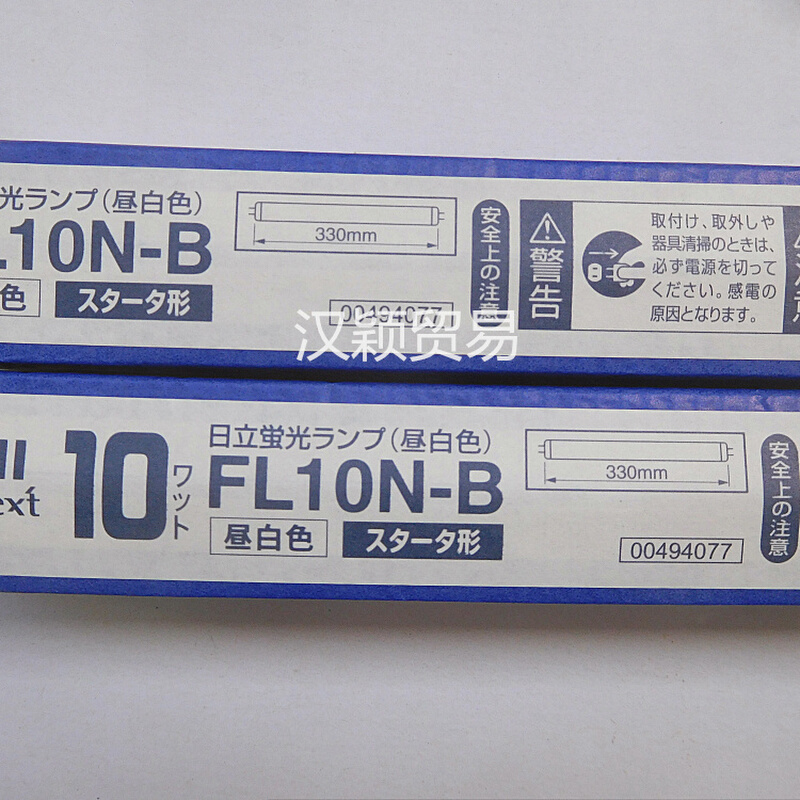 光ランプ(昼白色)
L10N-B
色 スタータ形
330mm
00494077
安全上の注意
警告
取付け、取外しや
器具清掃のときは、
必ず電源を切って
ください。感電の
原因となります。
汉颖贸易
ext
10ワット
日立蛍光ランプ(昼白色)
FL10N-B
昼白色 スタータ形
330mm
00494077
安全上の注意